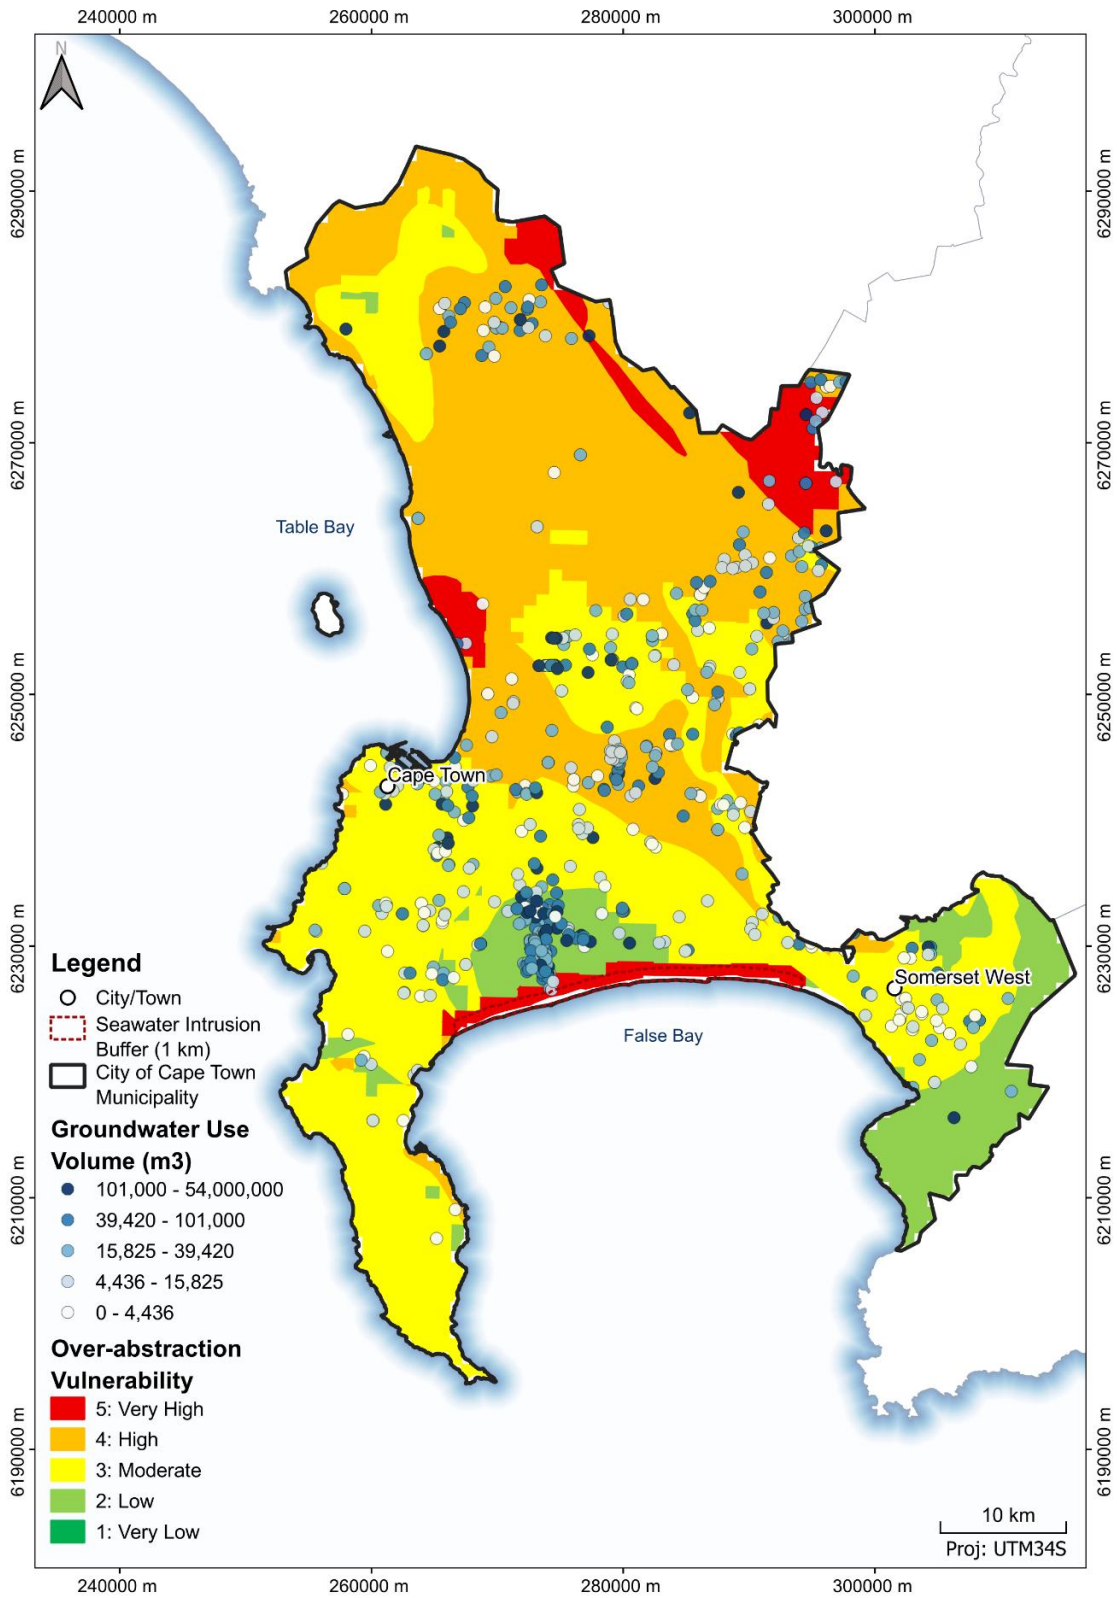 240000 m
260000 m
280000 m
300000 m
N
6290000 m
6290000 m
6270000 m
6270000 m
Table Bay
6250000 m
6250000 m
Cape Town
6230000 m
6230000 m
Somerset West
False Bay
Legend
City/Town
Seawater Intrusion
Buffer (1 km)
City of Cape Town
Municipality
Groundwater Use
Volume (m3)
101,000 - 54,000,000
39,420 - 101,000
15,825 - 39,420
4,436 - 15,825
0 - 4,436
6210000 m
6210000 m
Over-abstraction
Vulnerability
5: Very High
4: High
3: Moderate
2: Low
1: Very Low
6190000 m
6190000 m
10 km
Proj: UTM34S
240000 m
260000 m
280000 m
300000 m